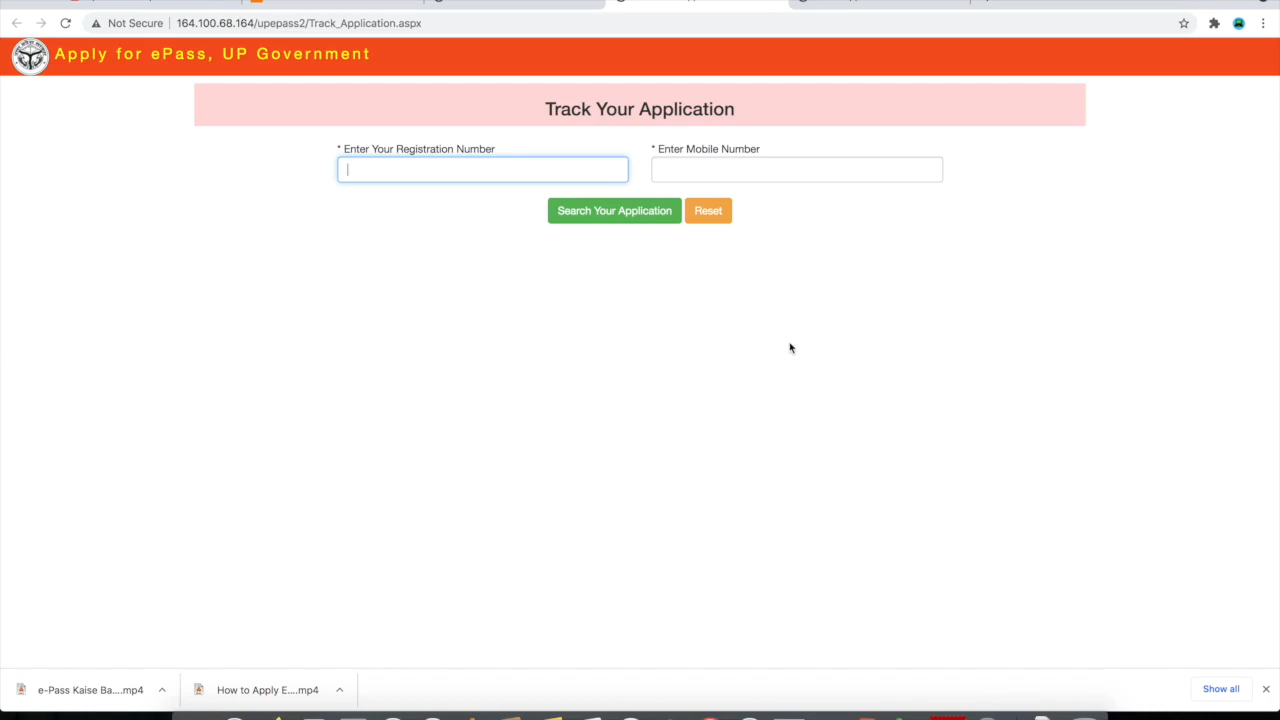 Not Secure
164.100.68.164/upepass2/Track_Application.aspx
Apply for ePass, UP Government
Track Your Application
* Enter Your Registration Number
* Enter Mobile Number
Search Your Application
Reset
e-Pass Kaise Ba....mp4
How to Apply E....mp4
Show all